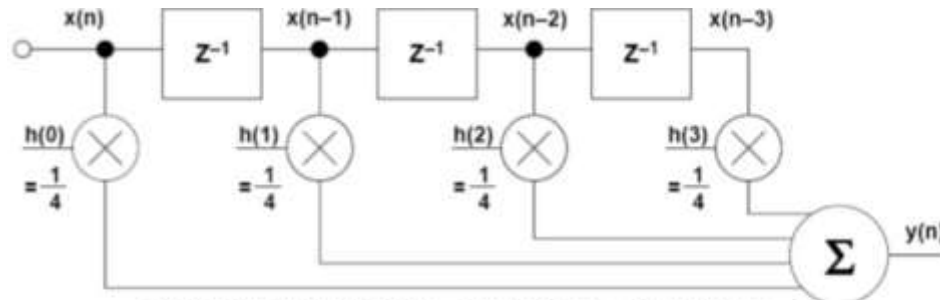 x(n) x(n–1) x(n–2) x(n–3)
Z–1 Z–1 Z–1
h(0) h(1) h(2) h(3)
= 1/4 = 1/4 = 1/4 = 1/4
y(n)
Σ